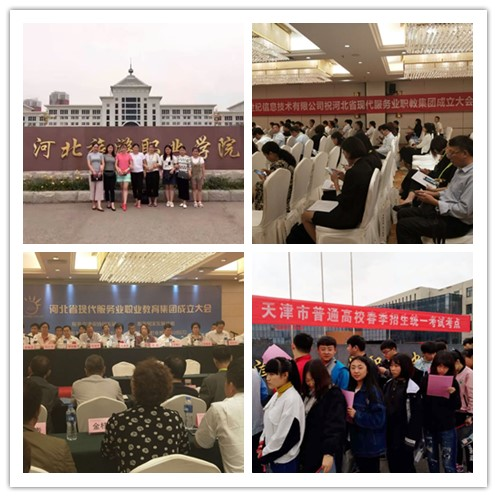 河北旅游职业学院
世纪信息技术有限公司祝河北省现代服务业职教集团成立大会
河北省现代服务业职业教育集团成立大会
天津市普通高校春季招生统一考试考点